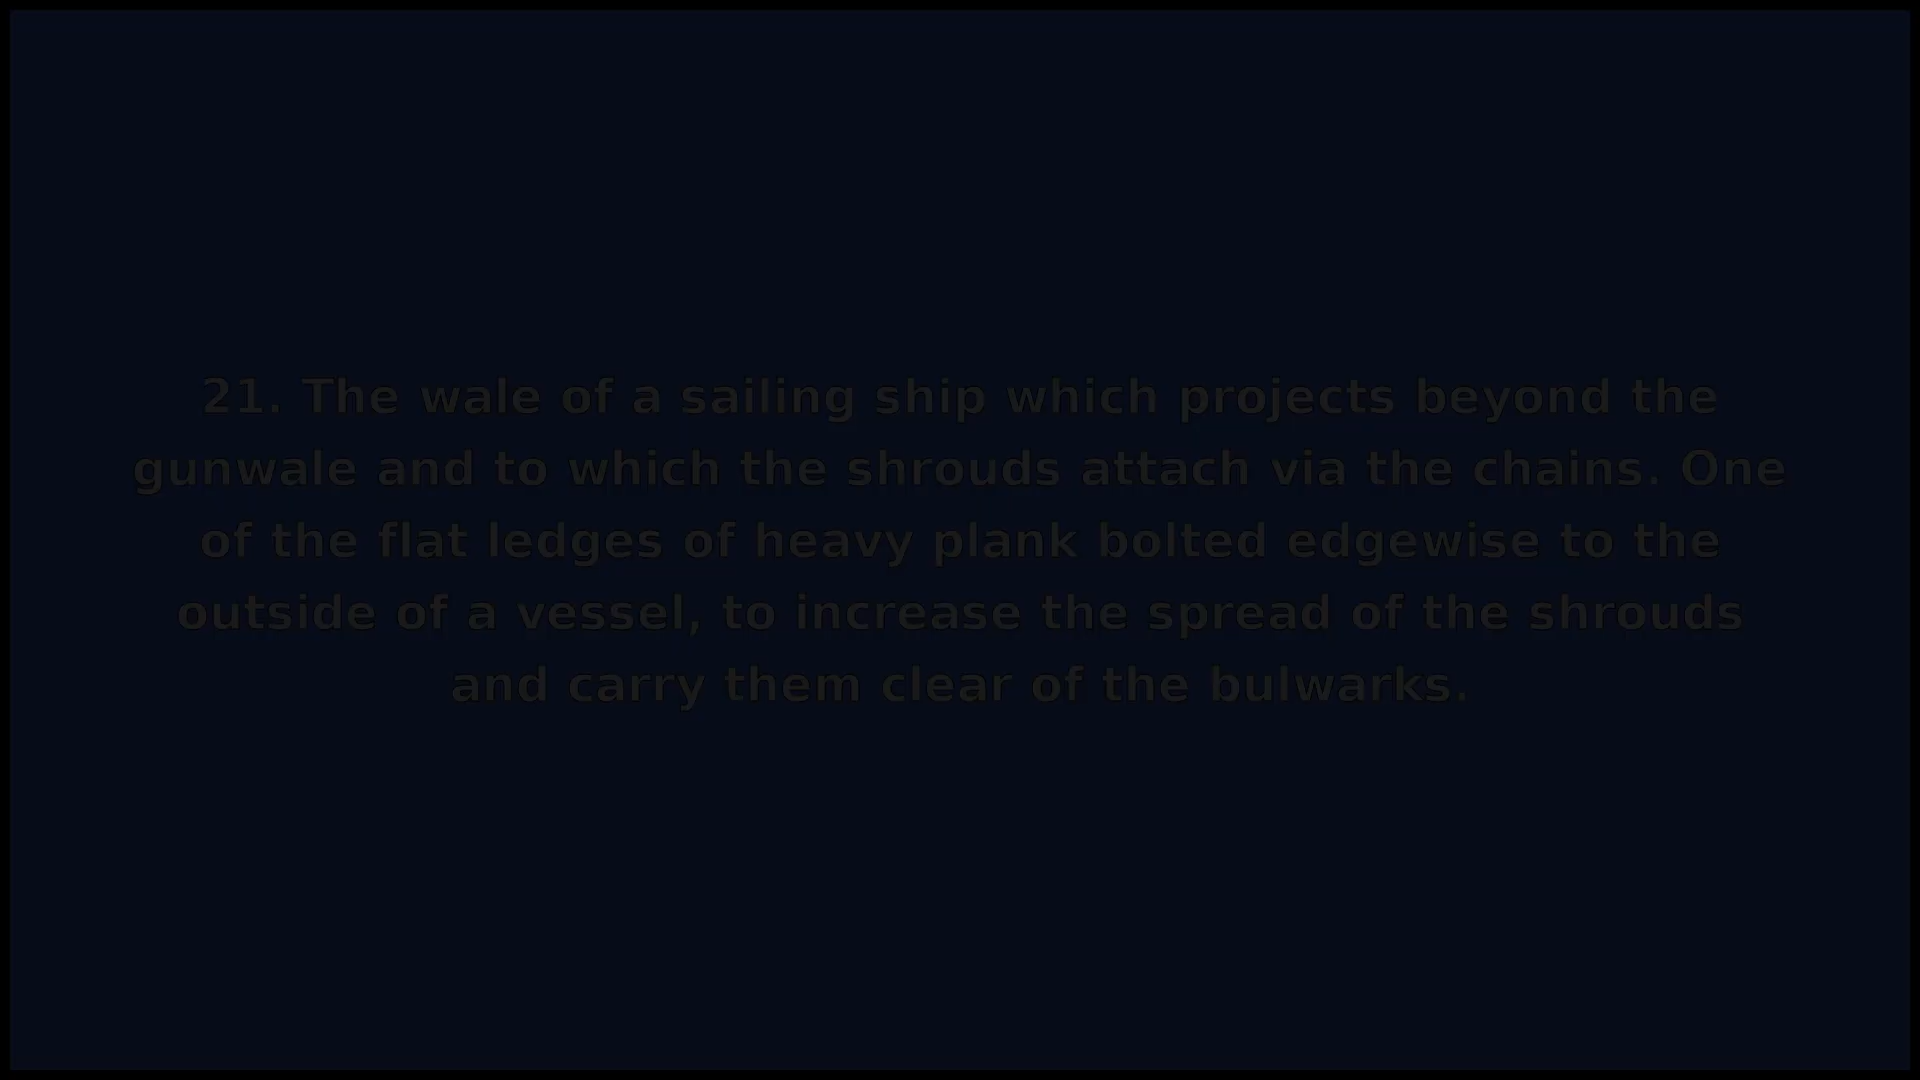 21. The wale of a sailing ship which projects beyond the
gunwale and to which the shrouds attach via the chains. One
of the flat ledges of heavy plank bolted edgewise to the
outside of a vessel, to increase the spread of the shrouds
and carry them clear of the bulwarks.